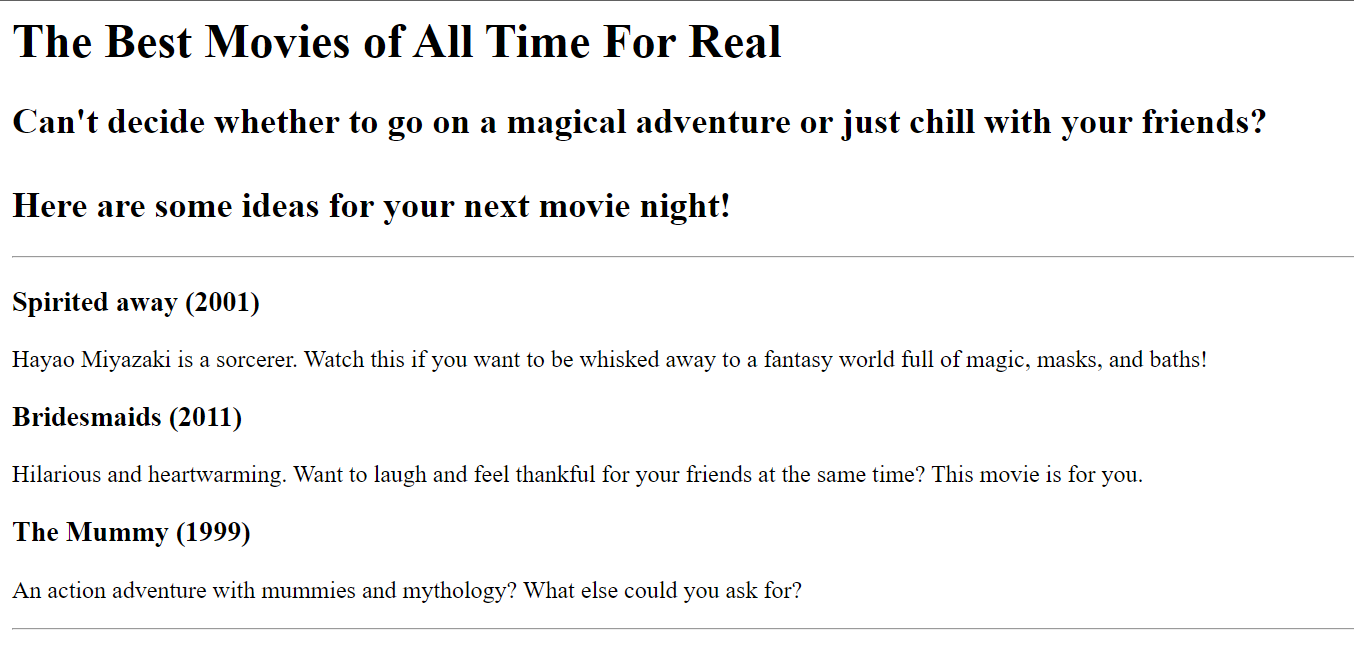 The Best Movies of All Time For Real
Can't decide whether to go on a magical adventure or just chill with your friends?
Here are some ideas for your next movie night!
Spirited away (2001)
Hayao Miyazaki is a sorcerer. Watch this if you want to be whisked away to a fantasy world full of magic, masks, and baths!
Bridesmaids (2011)
Hilarious and heartwarming. Want to laugh and feel thankful for your friends at the same time? This movie is for you.
The Mummy (1999)
An action adventure with mummies and mythology? What else could you ask for?